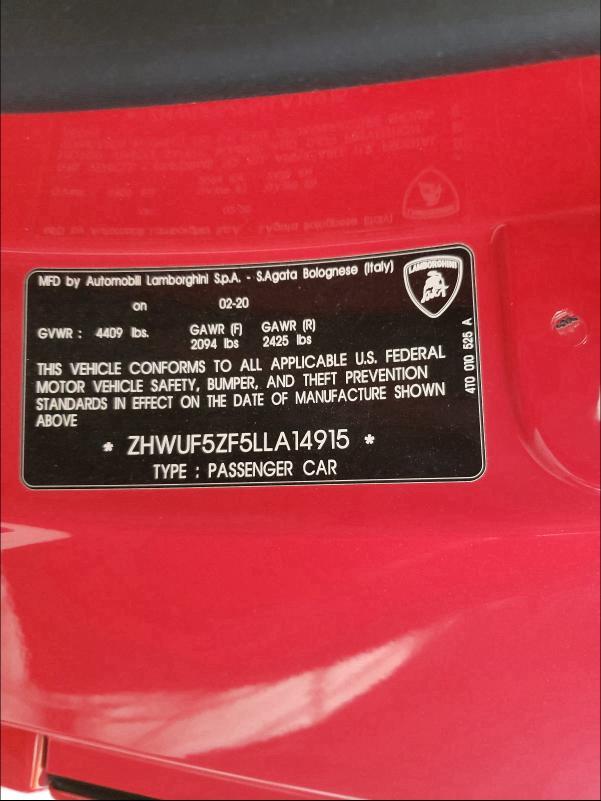 MFD by Automobili Lamborghini S.p.A. - S.Agata Bolognese (Italy)
LAMBORGHINI
on 02-20
GVWR : 4409 lbs.
GAWR (F) GAWR (R)
2094 lbs 2425 lbs
THIS VEHICLE CONFORMS TO ALL APPLICABLE U.S. FEDERAL
MOTOR VEHICLE SAFETY, BUMPER, AND THEFT PREVENTION
STANDARDS IN EFFECT ON THE DATE OF MANUFACTURE SHOWN
ABOVE
* ZHWUF5ZF5LLA14915 *
TYPE : PASSENGER CAR
4T0 010 525 A